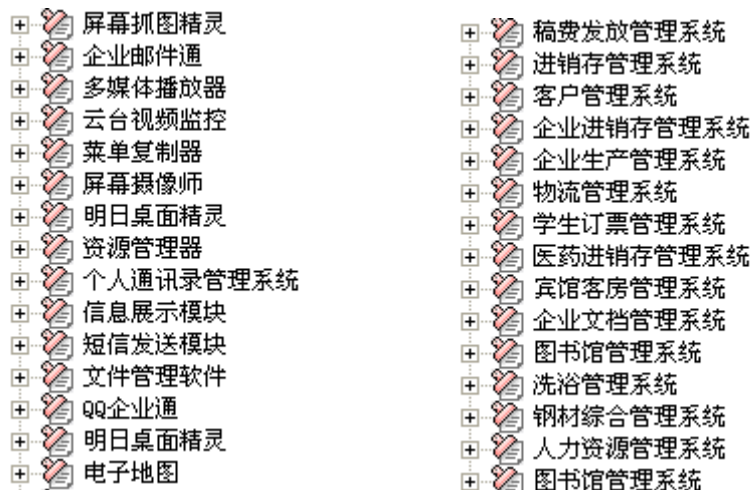 屏幕抓图精灵
企业邮件通
多媒体播放器
云台视频监控
菜单复制器
屏幕摄像师
明日桌面精灵
资源管理器
个人通讯录管理系统
信息展示模块
短信发送模块
文件管理软件
QQ企业通
明日桌面精灵
电子地图
稿费发放管理系统
进销存管理系统
客户管理系统
企业进销存管理系统
企业生产管理系统
物流管理系统
学生订票管理系统
医药进销存管理系统
宾馆客房管理系统
企业文档管理系统
图书馆管理系统
洗浴管理系统
钢材综合管理系统
人力资源管理系统
图书馆管理系统